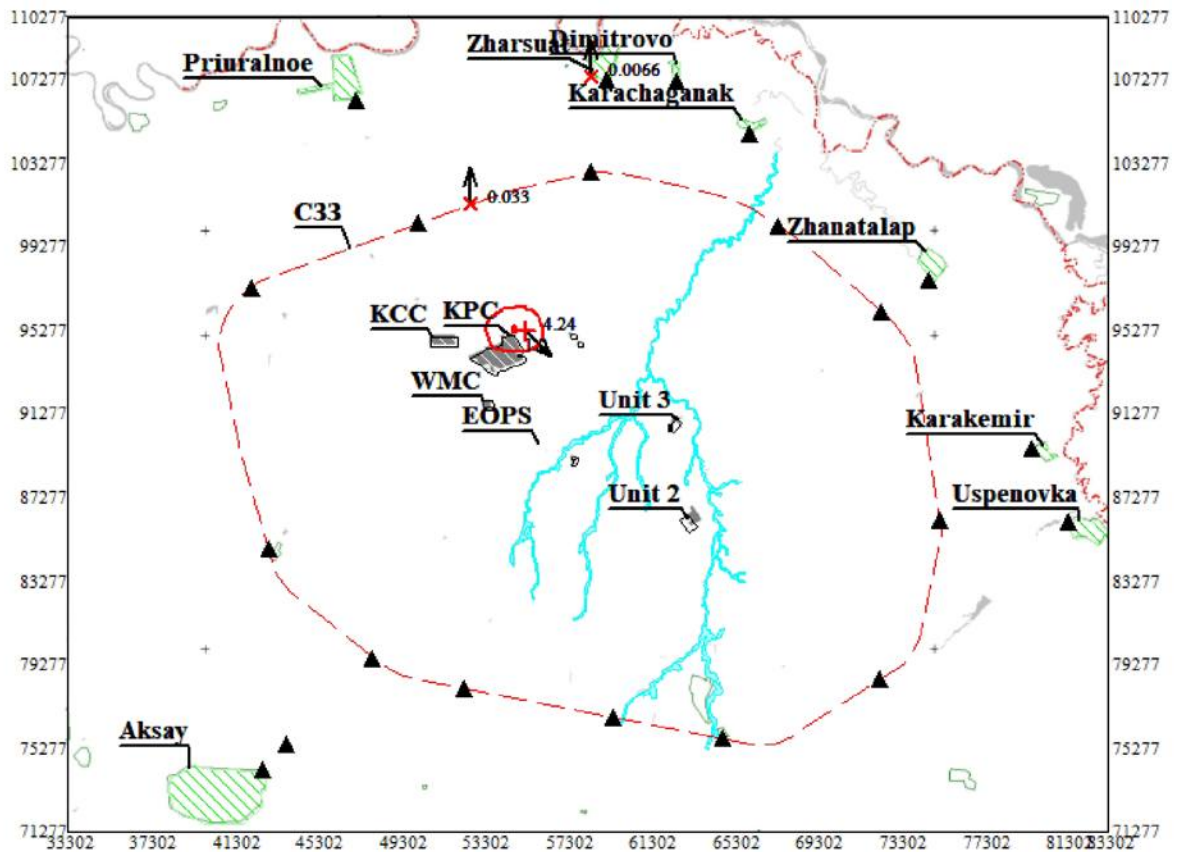 110277
110277
Zharsuat
Dimitrovo
Priuralnoe
107277
107277
0.0066
Karachaganak
103277
103277
0.033
C33
Zhanatalap
99277
99277
KCC
KPC
4.24
95277
95277
WMC
Unit 3
EOPS
91277
91277
Karakemir
Unit 2
Uspenovka
87277
87277
83277
83277
79277
79277
Aksay
75277
75277
71277
71277
33302 37302 41302 45302 49302 53302 57302 61302 65302 69302 73302 77302 81302 83302